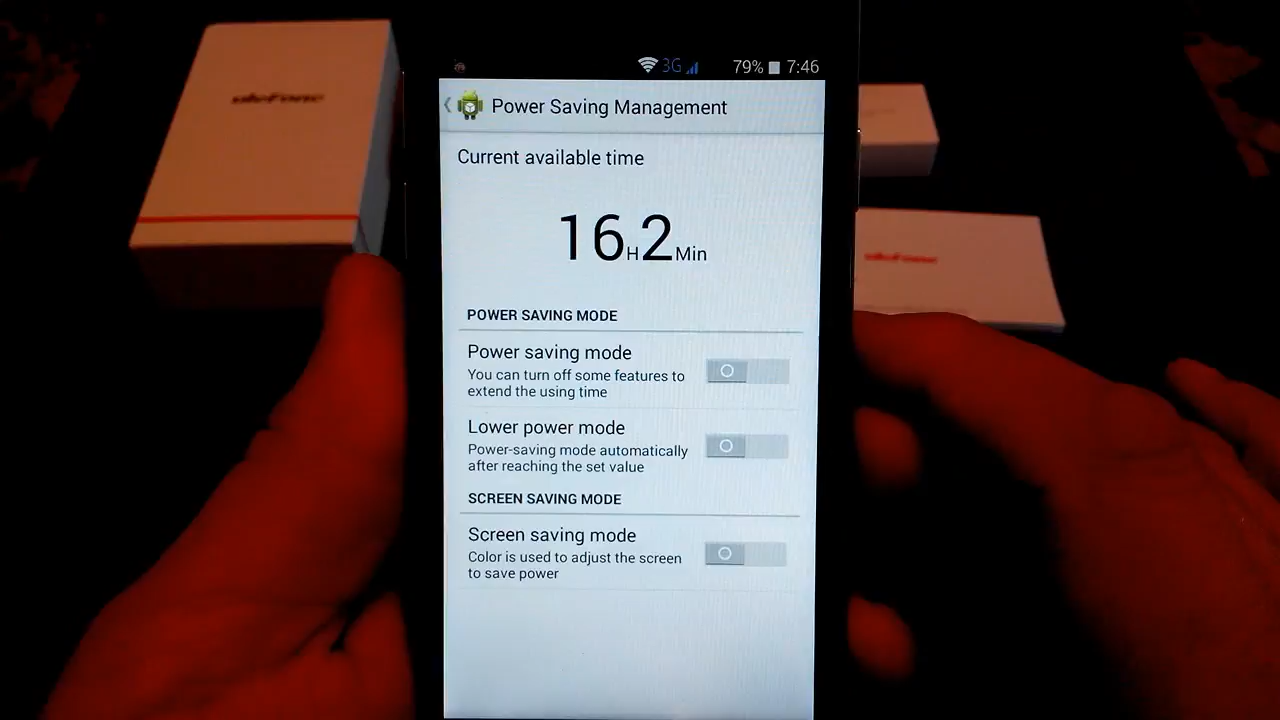 uleFone
3G 79% 7:46
Power Saving Management
Current available time
16H2Min
POWER SAVING MODE
Power saving mode
You can turn off some features to
extend the using time
Lower power mode
Power-saving mode automatically
after reaching the set value
SCREEN SAVING MODE
Screen saving mode
Color is used to adjust the screen
to save power
uleFone